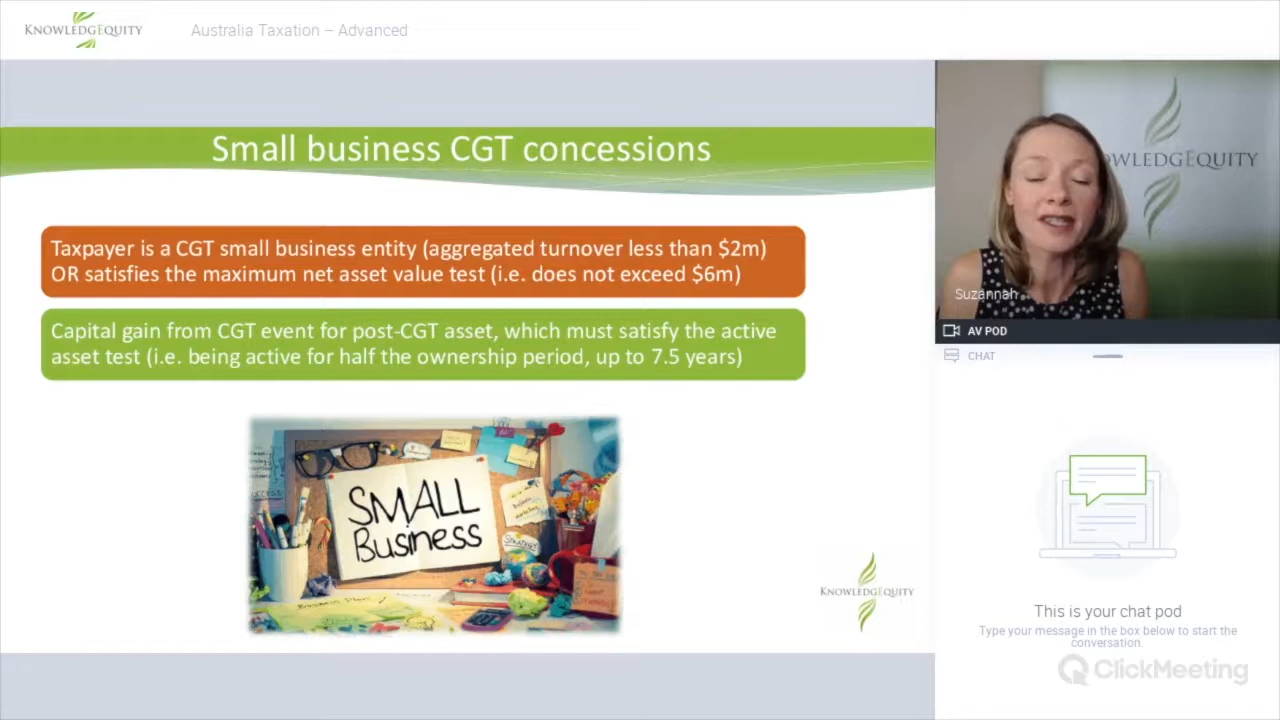 KNOWLEDGEQUITY
Australia Taxation – Advanced
Small business CGT concessions
Taxpayer is a CGT small business entity (aggregated turnover less than $2m)
OR satisfies the maximum net asset value test (i.e. does not exceed $6m)
Capital gain from CGT event for post-CGT asset, which must satisfy the active
asset test (i.e. being active for half the ownership period, up to 7.5 years)
SMALL
Business
Business Plan
KNOWLEDGEQUITY
OWLEDGEQUITY
Suzannah
AV POD
CHAT
This is your chat pod
Type your message in the box below to start the
conversation.
ClickMeeting